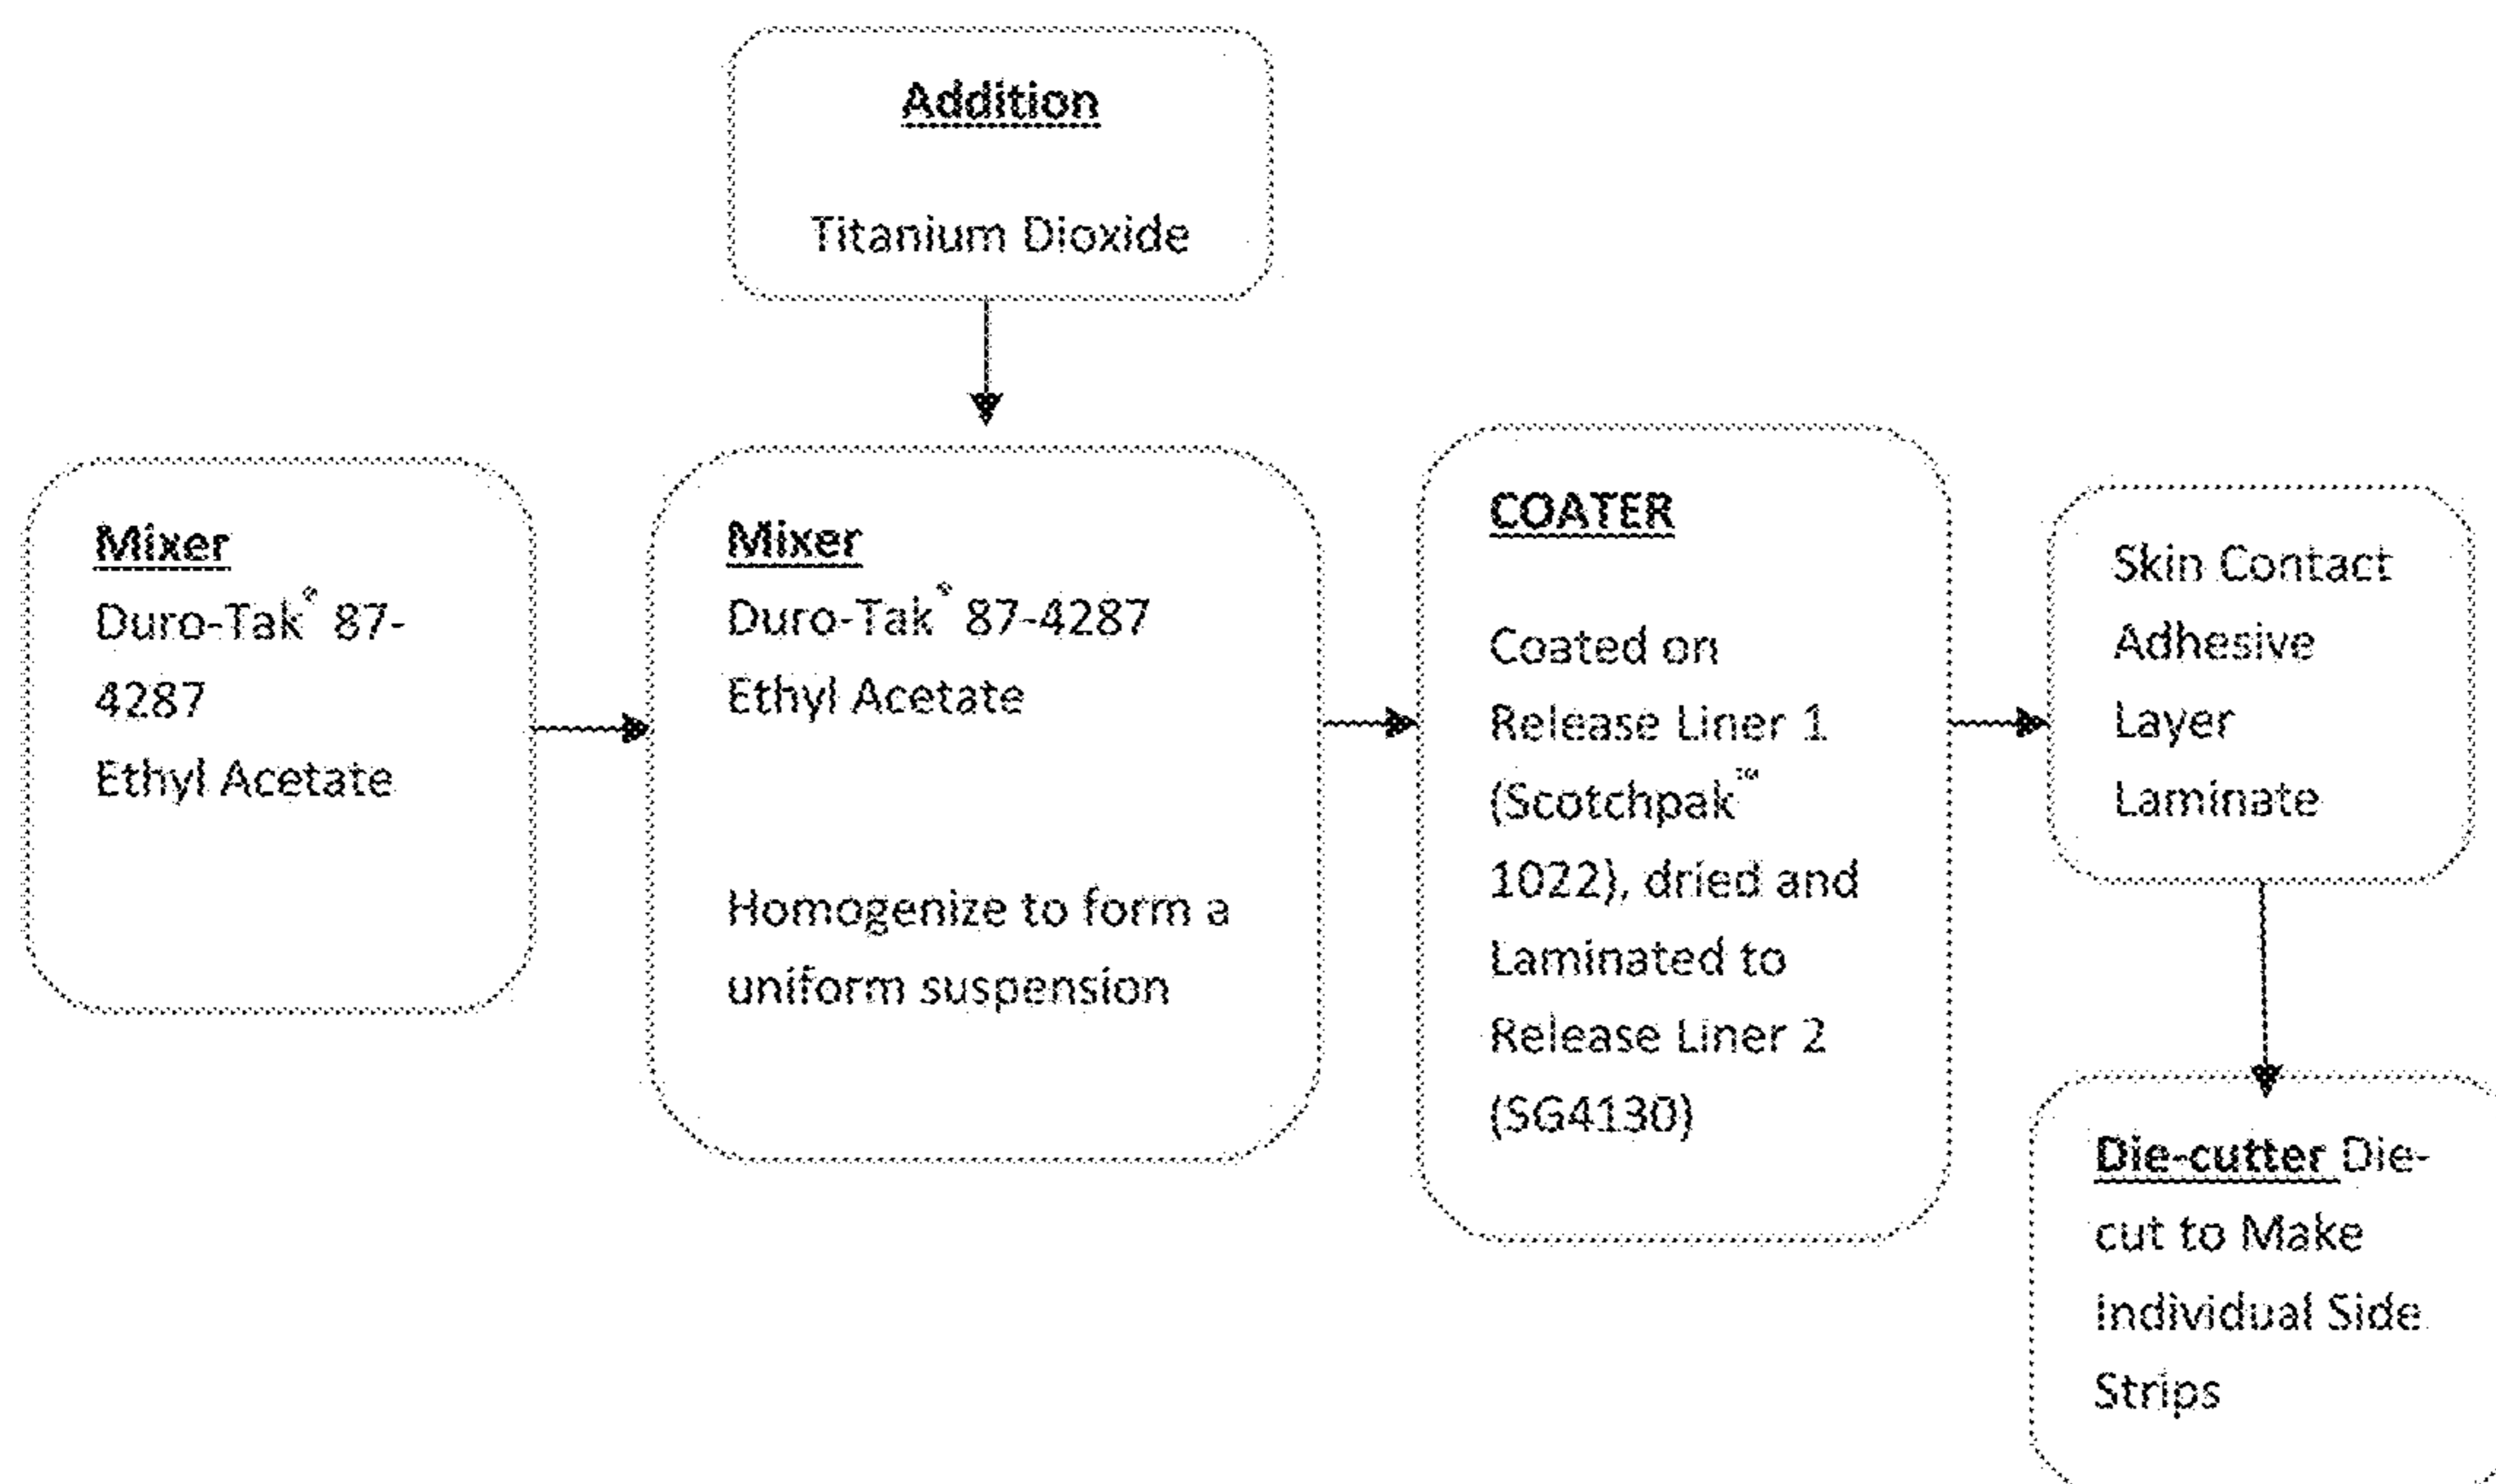 Addition
Titanium Dioxide
Mixer
Duro-Tak® 87-
4287
Ethyl Acetate
Mixer
Duro-Tak® 87-4287
Ethyl Acetate
Homogenize to form a
uniform suspension
COATER
Coated on
Release Liner 1
(Scotchpak™
1022), dried and
Laminated to
Release Liner 2
(SG4130)
Skin Contact
Adhesive
Layer
Laminate
Die-cutter Die-
cut to Make
individual Side
Strips